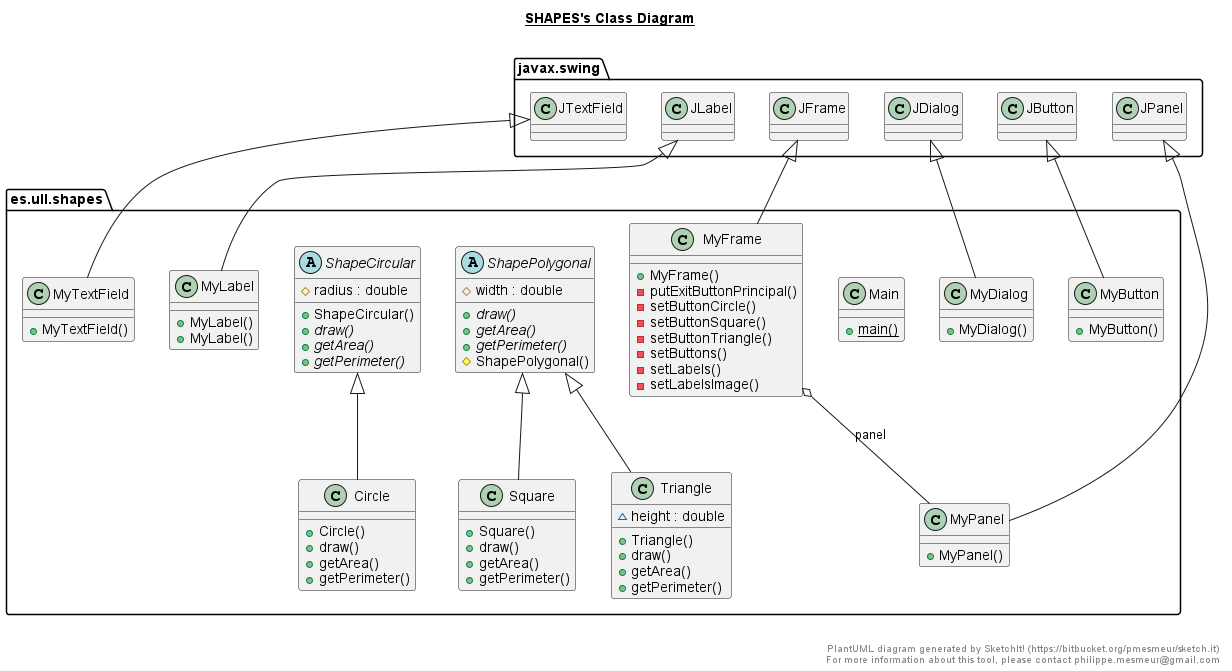 SHAPES's Class Diagram
javax.swing
C JTextField
C JLabel
C JFrame
C JDialog
C JButton
C JPanel
es.ull.shapes
C MyTextField
MyTextField()
C MyLabel
MyLabel()
MyLabel()
A ShapeCircular
radius : double
ShapeCircular()
draw()
getArea()
getPerimeter()
A ShapePolygonal
width : double
draw()
getArea()
getPerimeter()
ShapePolygonal()
C MyFrame
MyFrame()
putExitButtonPrincipal()
setButtonCircle()
setButtonSquare()
setButtonTriangle()
setButtons()
setLabels()
setLabelsImage()
C Main
main()
C MyDialog
MyDialog()
C MyButton
MyButton()
panel
C Circle
Circle()
draw()
getArea()
getPerimeter()
C Square
Square()
draw()
getArea()
getPerimeter()
C Triangle
height : double
Triangle()
draw()
getArea()
getPerimeter()
C MyPanel
MyPanel()
PlantUML diagram generated by SketchIt! (https://bitbucket.org/pmesmeur/sketch.it)
For more information about this tool, please contact philippe.mesmeur@gmail.com